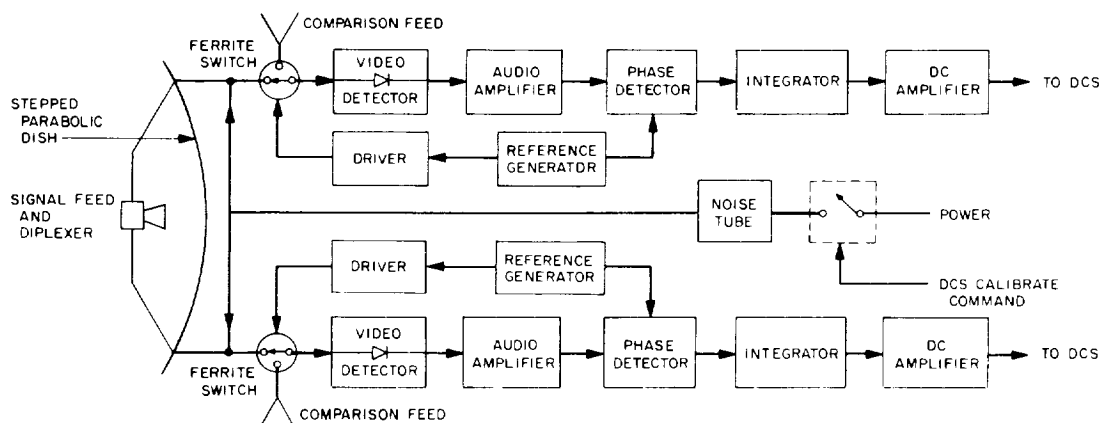 COMPARISON FEED
FERRITE
SWITCH
VIDEO
DETECTOR
AUDIO
AMPLIFIER
PHASE
DETECTOR
INTEGRATOR
DC
AMPLIFIER
TO DCS
STEPPED
PARABOLIC
DISH
DRIVER
REFERENCE
GENERATOR
SIGNAL FEED
AND
DIPLEXER
NOISE
TUBE
POWER
DRIVER
REFERENCE
GENERATOR
DCS CALIBRATE
COMMAND
FERRITE
SWITCH
VIDEO
DETECTOR
AUDIO
AMPLIFIER
PHASE
DETECTOR
INTEGRATOR
DC
AMPLIFIER
TO DCS
COMPARISON FEED